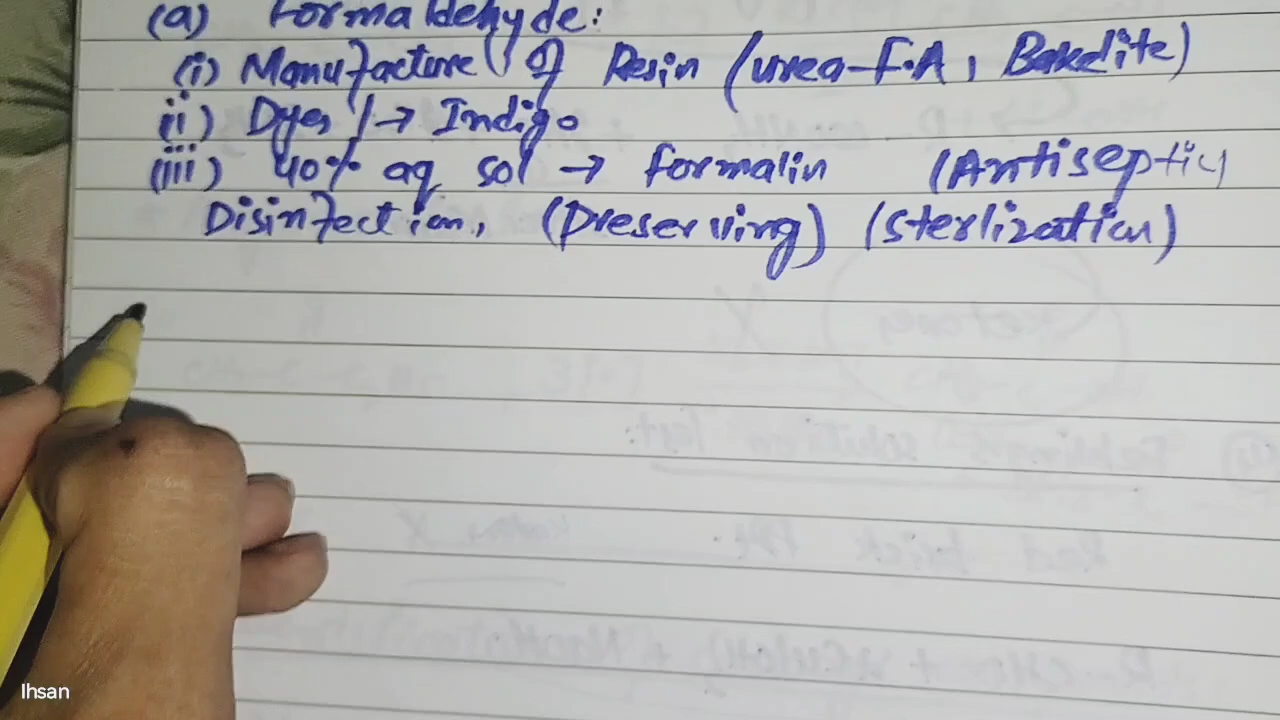 (a) Formaldehyde:
(i) Manufacture of Resin (urea-F.A, Bakelite)
ii) Dyes → Indigo
(iii) 40% aq sol → formalin (Antiseptic,
Disinfection, (Preserving) (Sterlization)
Ihsan